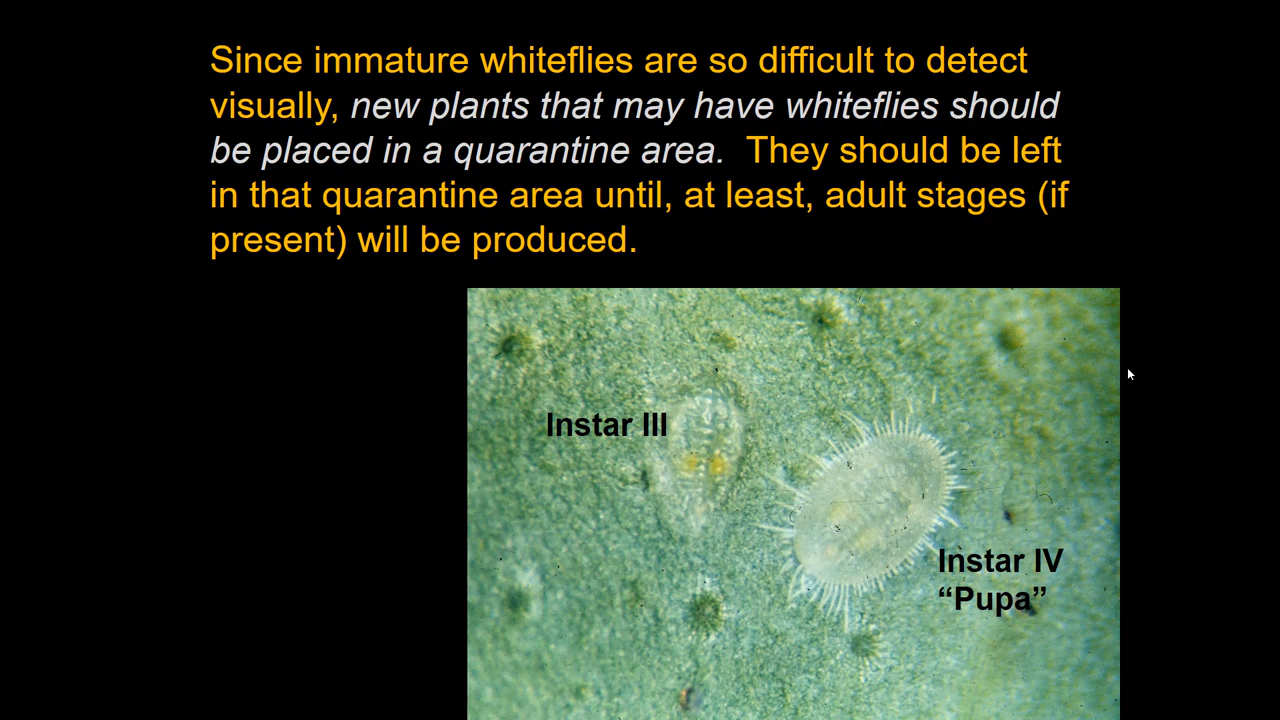 Since immature whiteflies are so difficult to detect
visually, new plants that may have whiteflies should
be placed in a quarantine area.  They should be left
in that quarantine area until, at least, adult stages (if
present) will be produced.
Instar III
Instar IV
“Pupa”